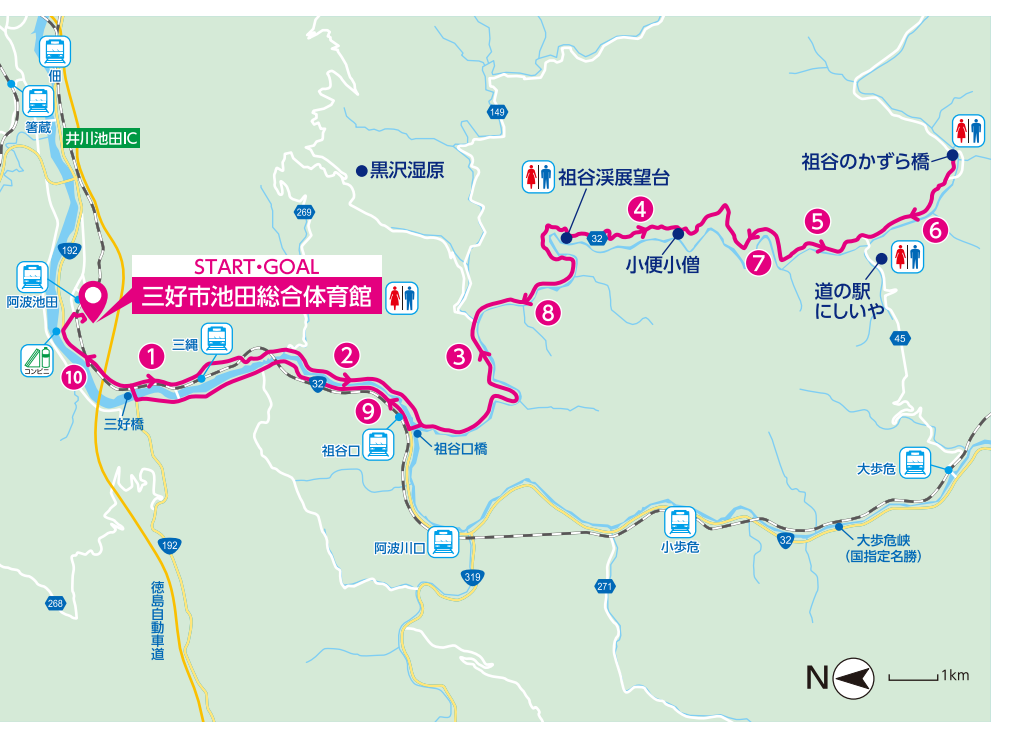 佃
箸蔵
井川池田IC
149
黒沢湿原
祖谷渓展望台
祖谷のかずら橋
269
192
4
32
小便小僧
5
6
7
START・GOAL
三好市池田総合体育館
阿波池田
道の駅
にしいや
8
三縄
コンビニ
1
2
3
45
10
32
9
三好橋
祖谷口
祖谷口橋
大歩危
阿波川口
小歩危
32
大歩危峡
(国指定名勝)
192
319
271
268
徳島自動車道
N
1km